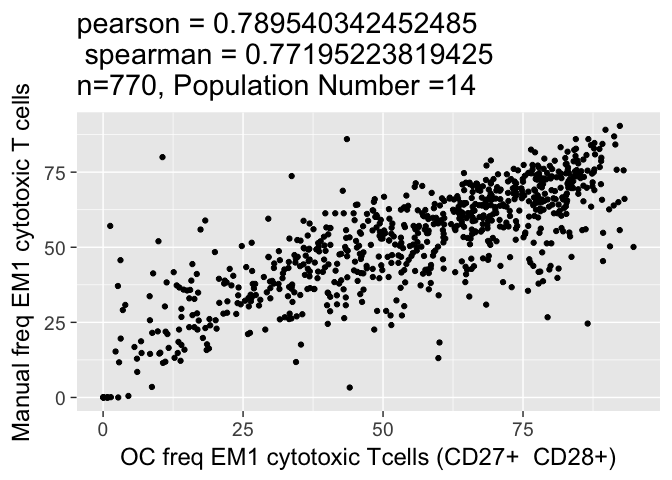 pearson = 0.789540342452485
spearman = 0.77195223819425
n=770, Population Number =14
Manual freq EM1 cytotoxic T cells
75
50
25
0
0 25 50 75
OC freq EM1 cytotoxic Tcells (CD27+ CD28+)